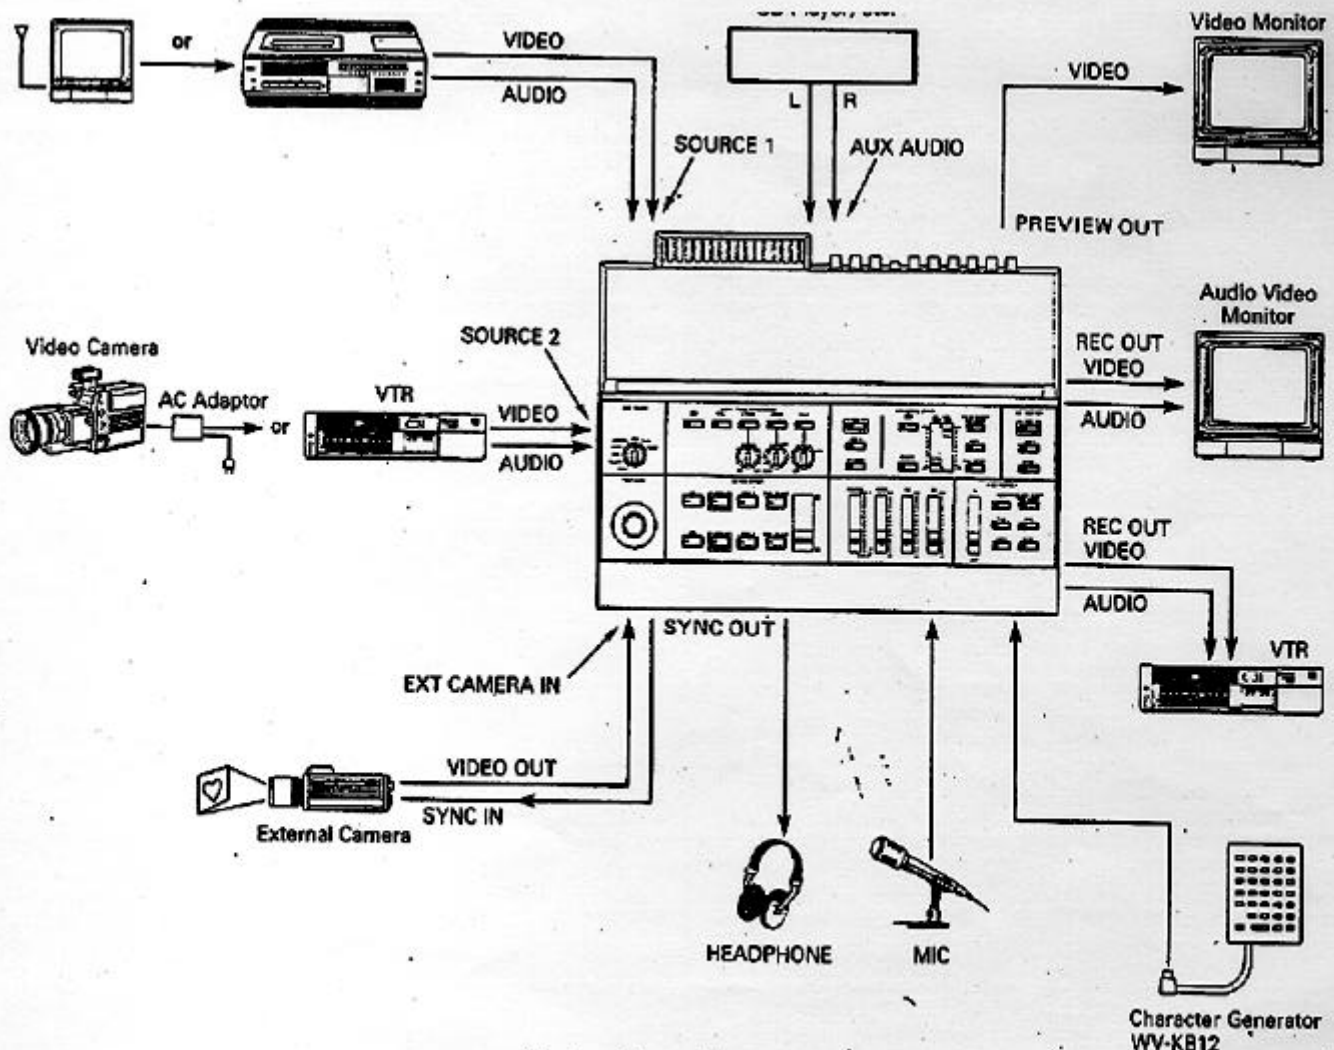 Video Monitor
or
VIDEO
AUDIO
L
R
VIDEO
SOURCE 1
AUX AUDIO
PREVIEW OUT
Audio Video
Monitor
SOURCE 2
REC OUT
VIDEO
AUDIO
Video Camera
AC Adaptor
or
VTR
VIDEO
AUDIO
REC OUT
VIDEO
AUDIO
SYNC OUT
VTR
EXT CAMERA IN
VIDEO OUT
SYNC IN
External Camera
HEADPHONE
MIC
Character Generator
WV-KB12